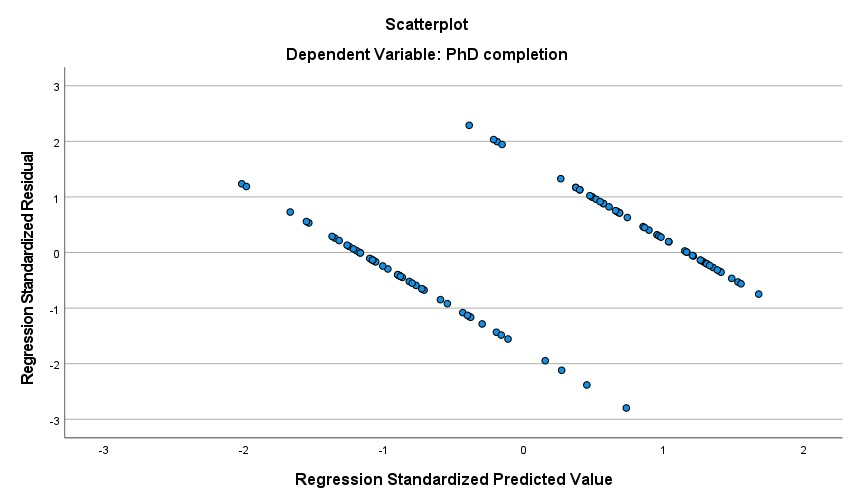 Scatterplot
Dependent Variable: PhD completion
3
2
1
0
-1
-2
-3
Regression Standardized Residual
-3 -2 -1 0 1 2
Regression Standardized Predicted Value